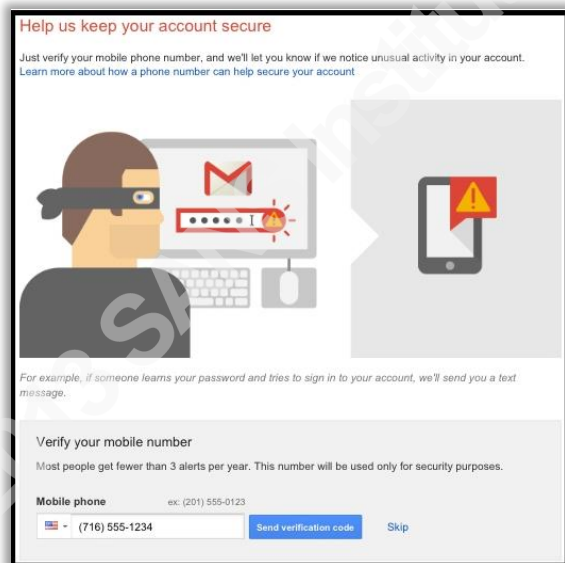 Help us keep your account secure
Just verify your mobile phone number, and we'll let you know if we notice unusual activity in your account.
Learn more about how a phone number can help secure your account
For example, if someone learns your password and tries to sign in to your account, we'll send you a text
message.
Verify your mobile number
Most people get fewer than 3 alerts per year. This number will be used only for security purposes.
Mobile phone ex: (201) 555-0123
(716) 555-1234 Send verification code Skip